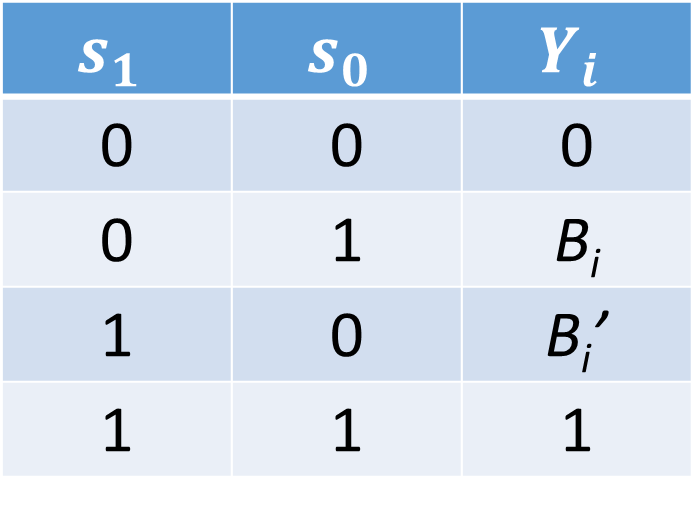 s₁ s₀ Yᵢ
0 0 0
0 1 Bᵢ
1 0 Bᵢ′
1 1 1